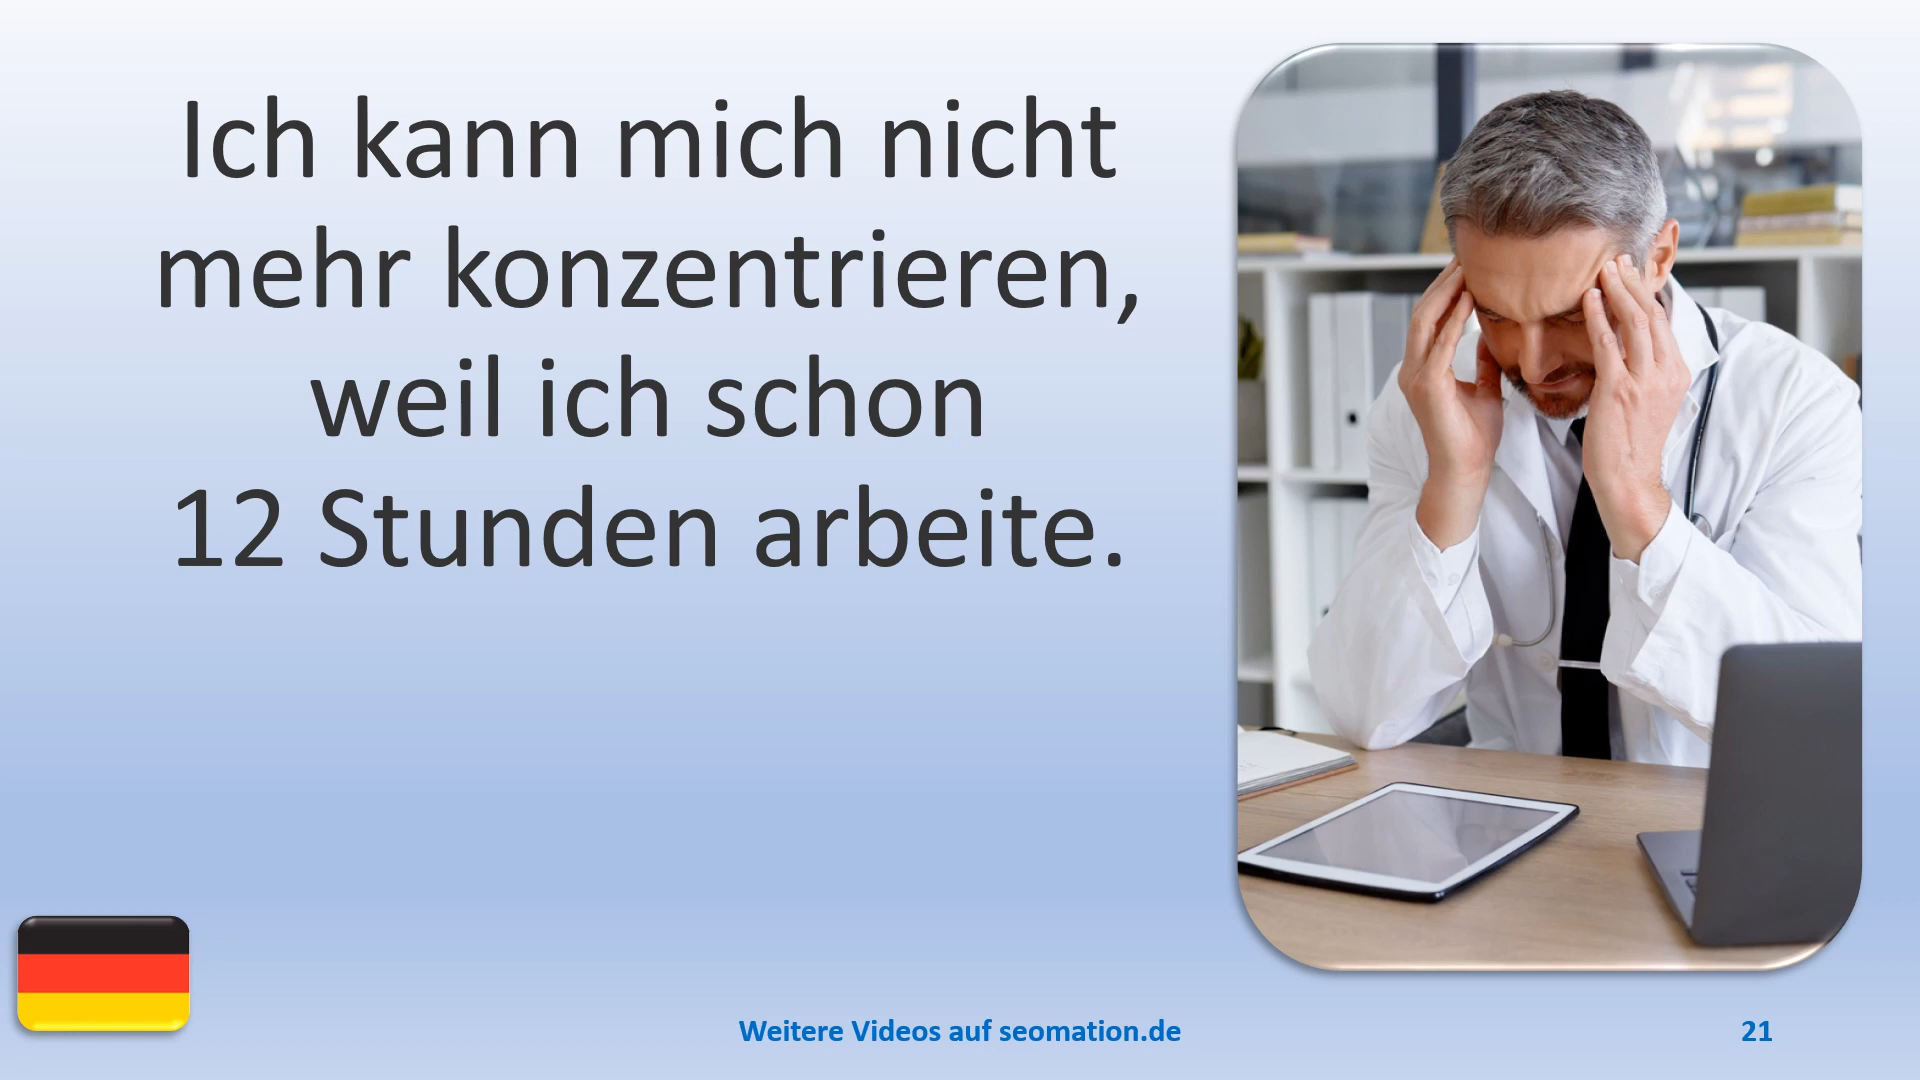 Ich kann mich nicht
mehr konzentrieren,
weil ich schon
12 Stunden arbeite.
Weitere Videos auf seomation.de
21